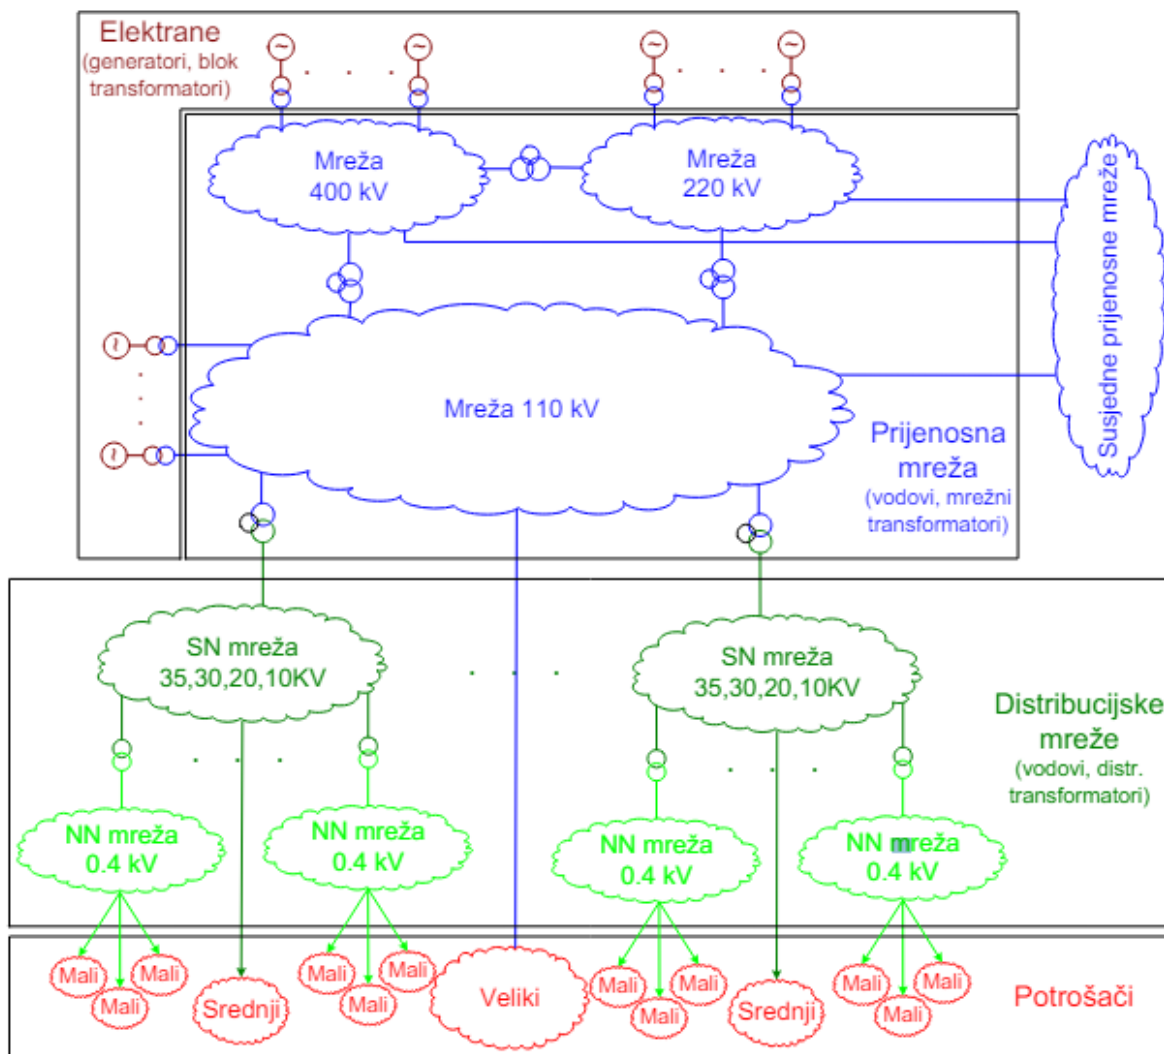 Elektrane
(generatori, blok
transformatori)
~
~
~
~
Mreža
400 kV
Mreža
220 kV
Susjedne prijenosne mreže
~
~
Mreža 110 kV
Prijenosna
mreža
(vodovi, mrežni
transformatori)
SN mreža
35,30,20,10KV
SN mreža
35,30,20,10KV
Distribucijske
mreže
(vodovi, distr.
transformatori)
NN mreža
0.4 kV
NN mreža
0.4 kV
NN mreža
0.4 kV
NN mreža
0.4 kV
Mali
Mali
Mali
Srednji
Mali
Mali
Mali
Veliki
Mali
Mali
Mali
Srednji
Mali
Mali
Mali
Potrošači